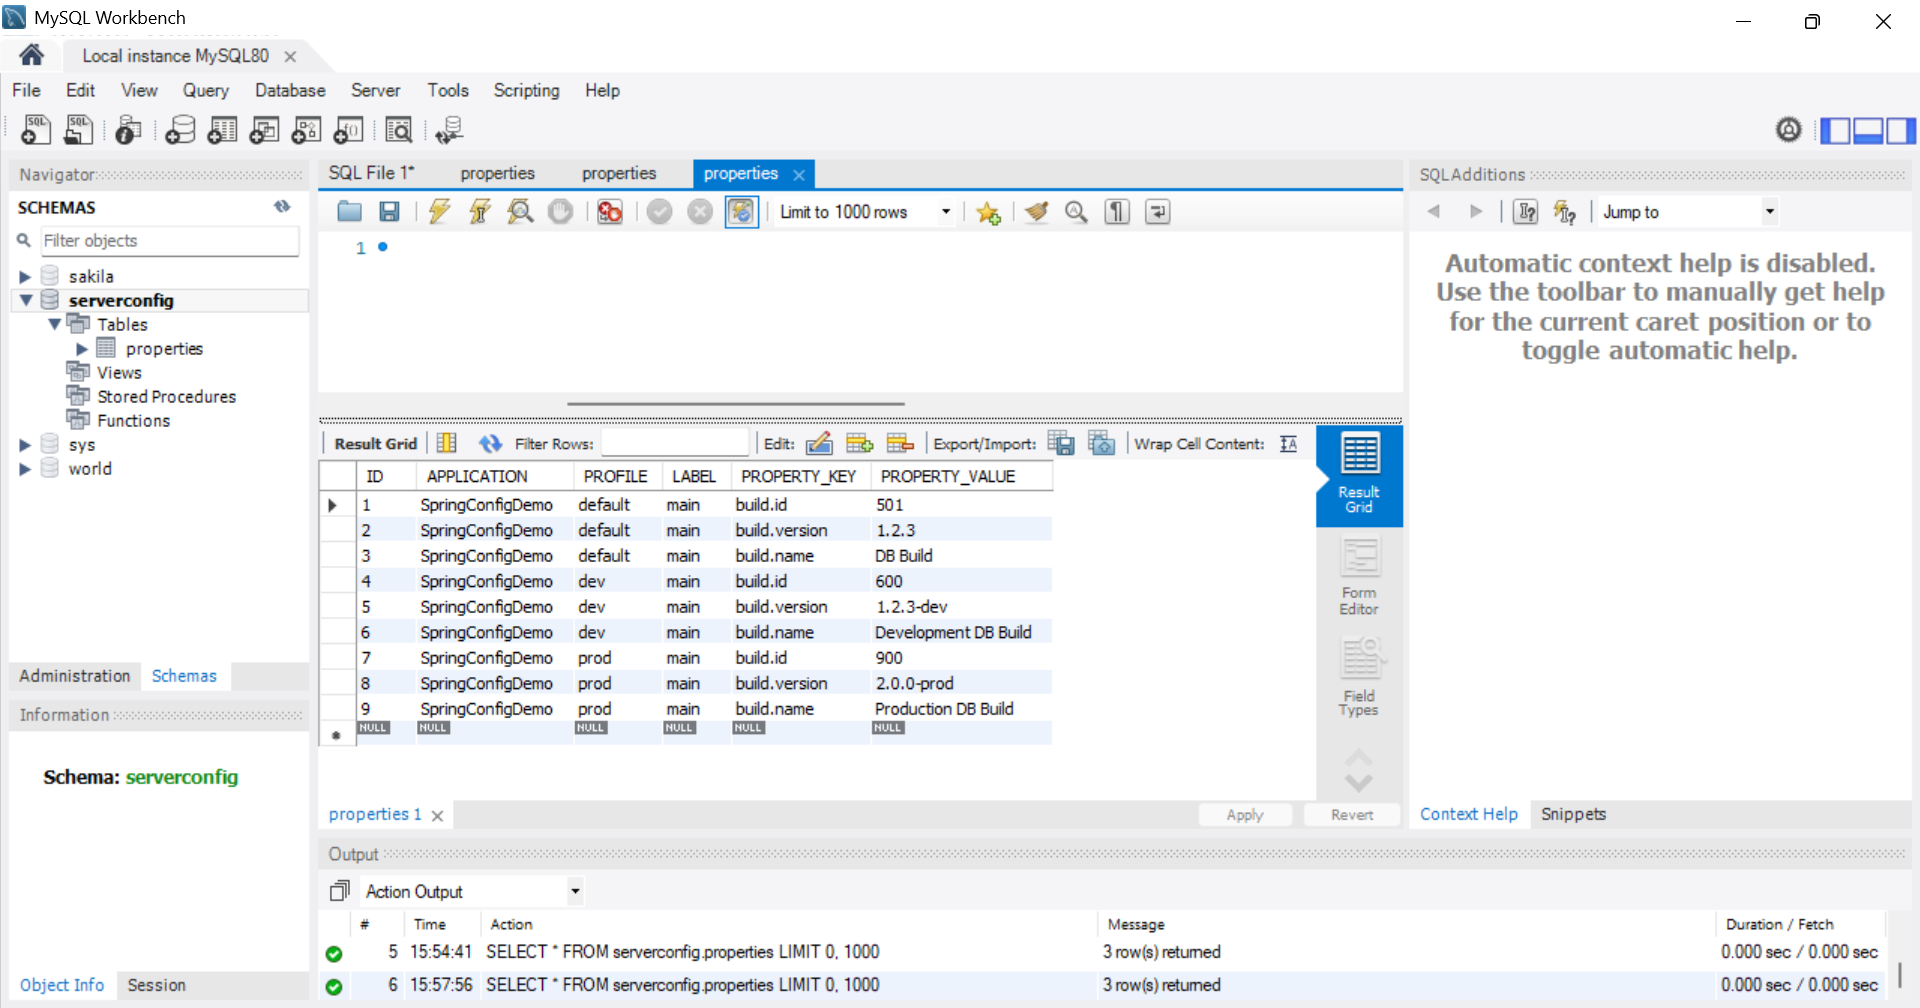 MySQL Workbench
Local instance MySQL80
File Edit View Query Database Server Tools Scripting Help
SQL SQL
Navigator
SCHEMAS
Filter objects
sakila
serverconfig
Tables
properties
Views
Stored Procedures
Functions
sys
world
Administration Schemas
Information
Schema: serverconfig
Object Info Session
SQL File 1* properties properties properties
Limit to 1000 rows
1
Result Grid Filter Rows: Edit: Export/Import: Wrap Cell Content:
ID APPLICATION PROFILE LABEL PROPERTY_KEY PROPERTY_VALUE
1 SpringConfigDemo default main build.id 501
2 SpringConfigDemo default main build.version 1.2.3
3 SpringConfigDemo default main build.name DB Build
4 SpringConfigDemo dev main build.id 600
5 SpringConfigDemo dev main build.version 1.2.3-dev
6 SpringConfigDemo dev main build.name Development DB Build
7 SpringConfigDemo prod main build.id 900
8 SpringConfigDemo prod main build.version 2.0.0-prod
9 SpringConfigDemo prod main build.name Production DB Build
NULL NULL NULL NULL NULL NULL
Result
Grid
Form
Editor
Field
Types
properties 1 Apply Revert
SQLAdditions
Jump to
Automatic context help is disabled.
Use the toolbar to manually get help
for the current caret position or to
toggle automatic help.
Context Help Snippets
Output
Action Output
# Time Action Message Duration / Fetch
5 15:54:41 SELECT * FROM serverconfig.properties LIMIT 0, 1000 3 row(s) returned 0.000 sec / 0.000 sec
6 15:57:56 SELECT * FROM serverconfig.properties LIMIT 0, 1000 3 row(s) returned 0.000 sec / 0.000 sec